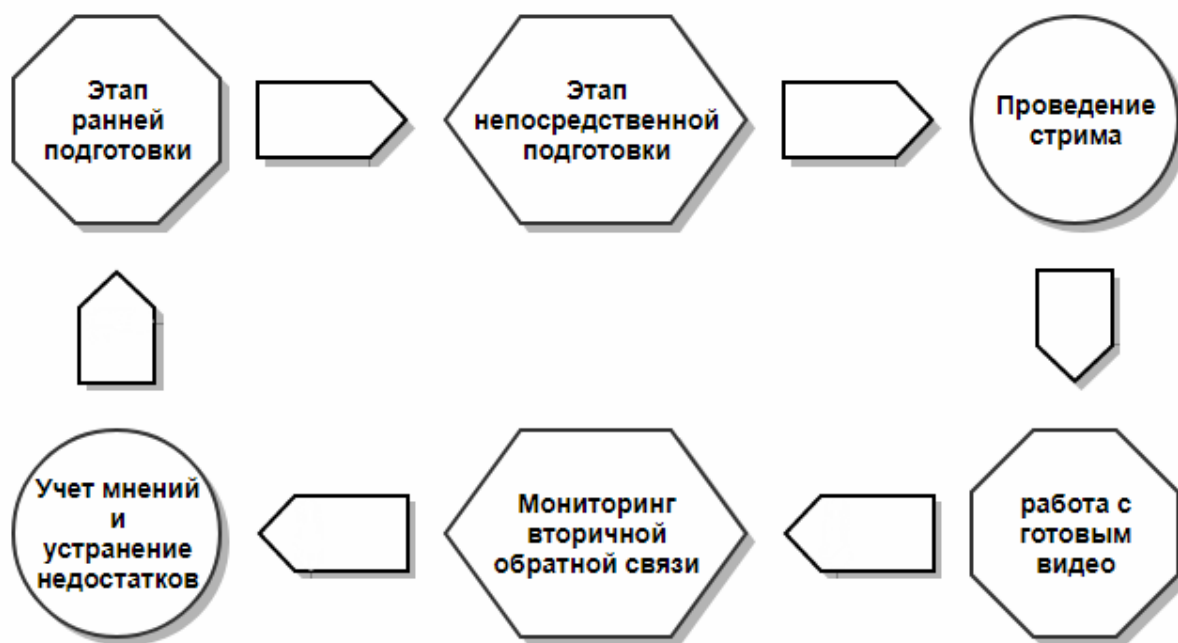 Этап
ранней
подготовки
Этап
непосредственной
подготовки
Проведение
стрима
Учет мнений
и
устранение
недостатков
Мониторинг
вторичной
обратной связи
работа с
готовым
видео